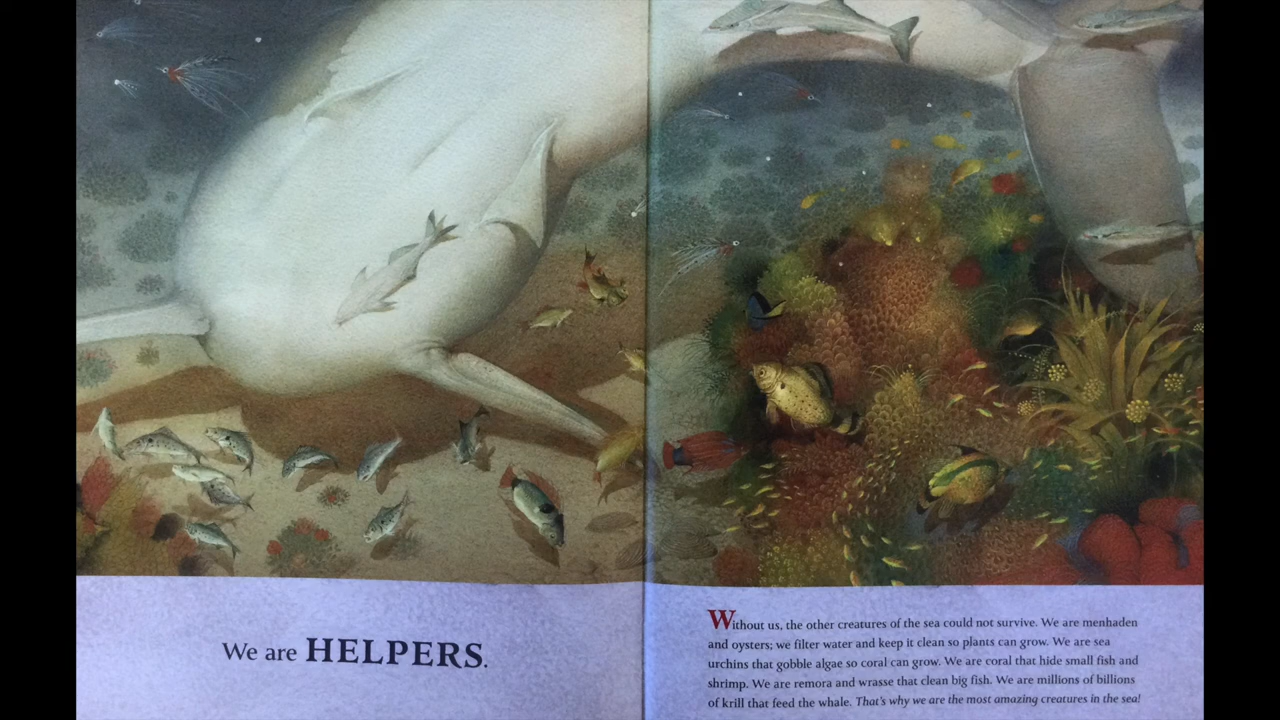 We are HELPERS.
Without us, the other creatures of the sea could not survive. We are menhaden
and oysters; we filter water and keep it clean so plants can grow. We are sea
urchins that gobble algae so coral can grow. We are coral that hide small fish and
shrimp. We are remora and wrasse that clean big fish. We are millions of billions
of krill that feed the whale. That's why we are the most amazing creatures in the sea!